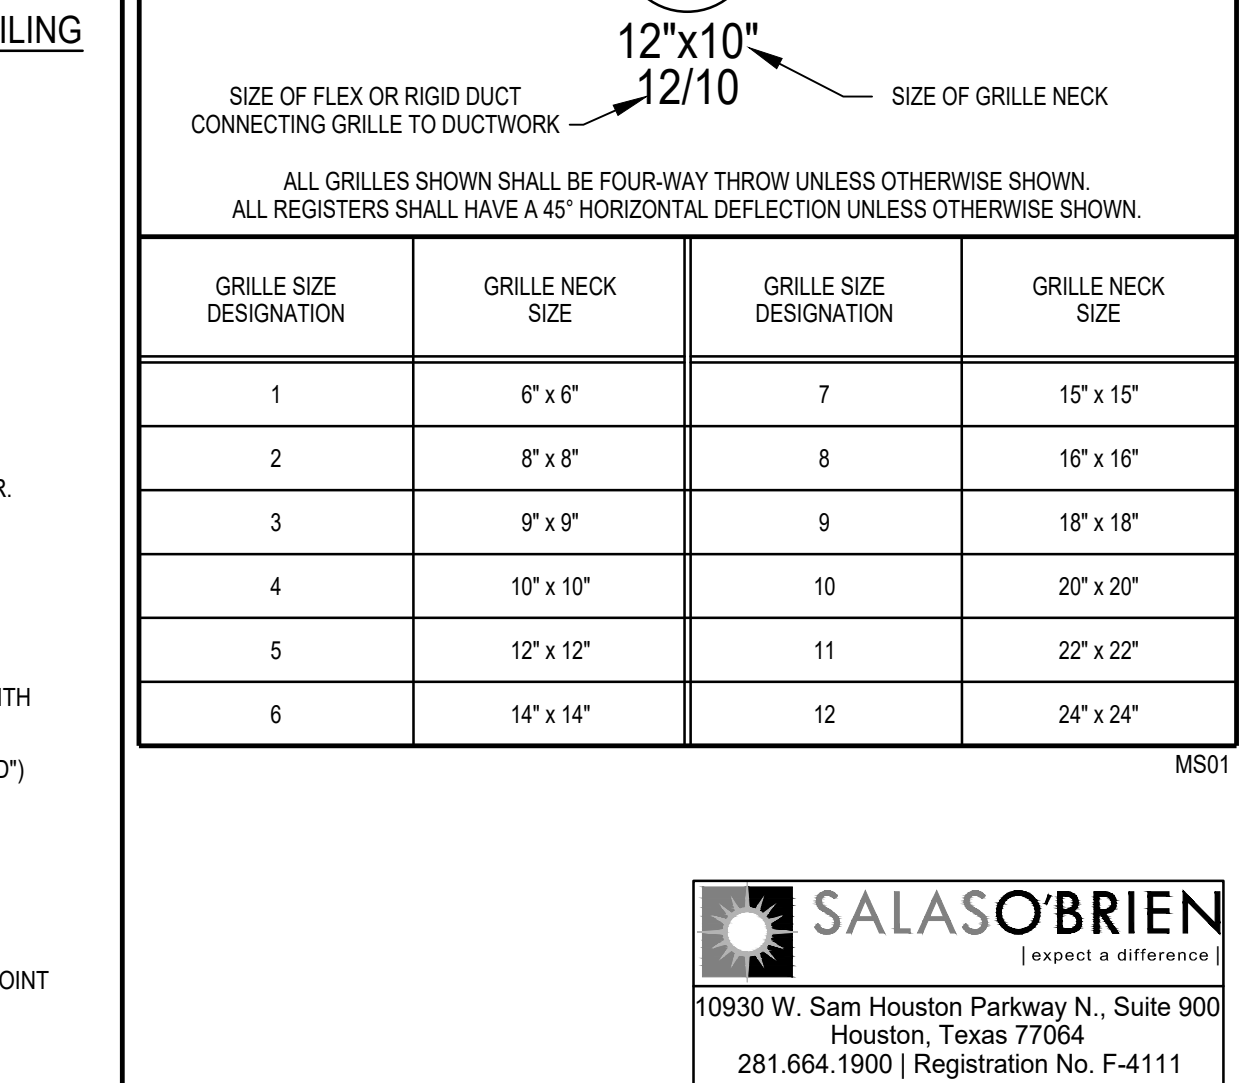 ILING
R.
ITH
D")
OINT
12"x10"
12/10
SIZE OF FLEX OR RIGID DUCT
CONNECTING GRILLE TO DUCTWORK
SIZE OF GRILLE NECK
ALL GRILLES SHOWN SHALL BE FOUR-WAY THROW UNLESS OTHERWISE SHOWN.
ALL REGISTERS SHALL HAVE A 45° HORIZONTAL DEFLECTION UNLESS OTHERWISE SHOWN.
GRILLE SIZE DESIGNATION GRILLE NECK SIZE GRILLE SIZE DESIGNATION GRILLE NECK SIZE
1 6" x 6" 7 15" x 15"
2 8" x 8" 8 16" x 16"
3 9" x 9" 9 18" x 18"
4 10" x 10" 10 20" x 20"
5 12" x 12" 11 22" x 22"
6 14" x 14" 12 24" x 24"
MS01
SALASO'BRIEN
| expect a difference |
10930 W. Sam Houston Parkway N., Suite 900
Houston, Texas 77064
281.664.1900 | Registration No. F-4111